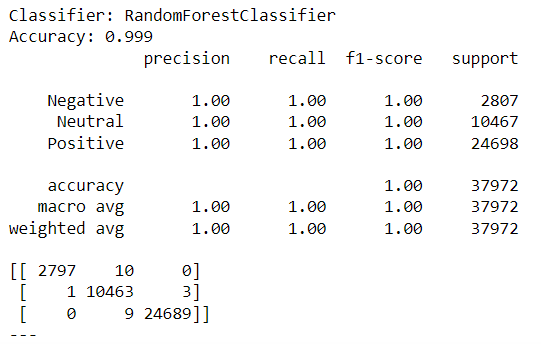 Classifier: RandomForestClassifier
Accuracy: 0.999
precision recall f1-score support
Negative 1.00 1.00 1.00 2807
Neutral 1.00 1.00 1.00 10467
Positive 1.00 1.00 1.00 24698
accuracy 1.00 37972
macro avg 1.00 1.00 1.00 37972
weighted avg 1.00 1.00 1.00 37972
[[ 2797 10 0]
[ 1 10463 3]
[ 0 9 24689]]
---